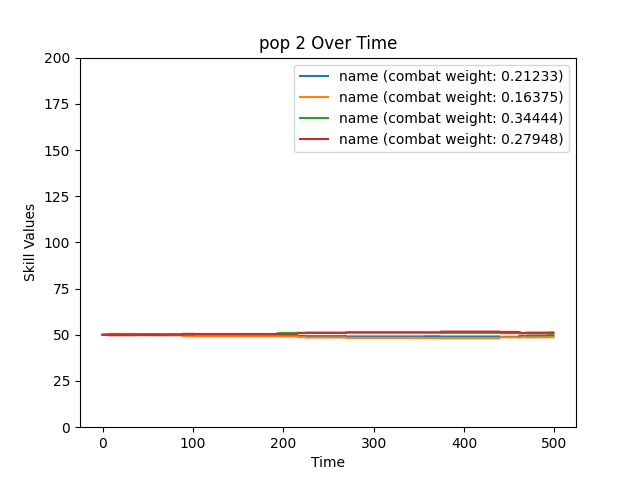 pop 2 Over Time
200
175
150
125
100
75
50
25
0
Skill Values
name (combat weight: 0.21233)
name (combat weight: 0.16375)
name (combat weight: 0.34444)
name (combat weight: 0.27948)
0 100 200 300 400 500
Time